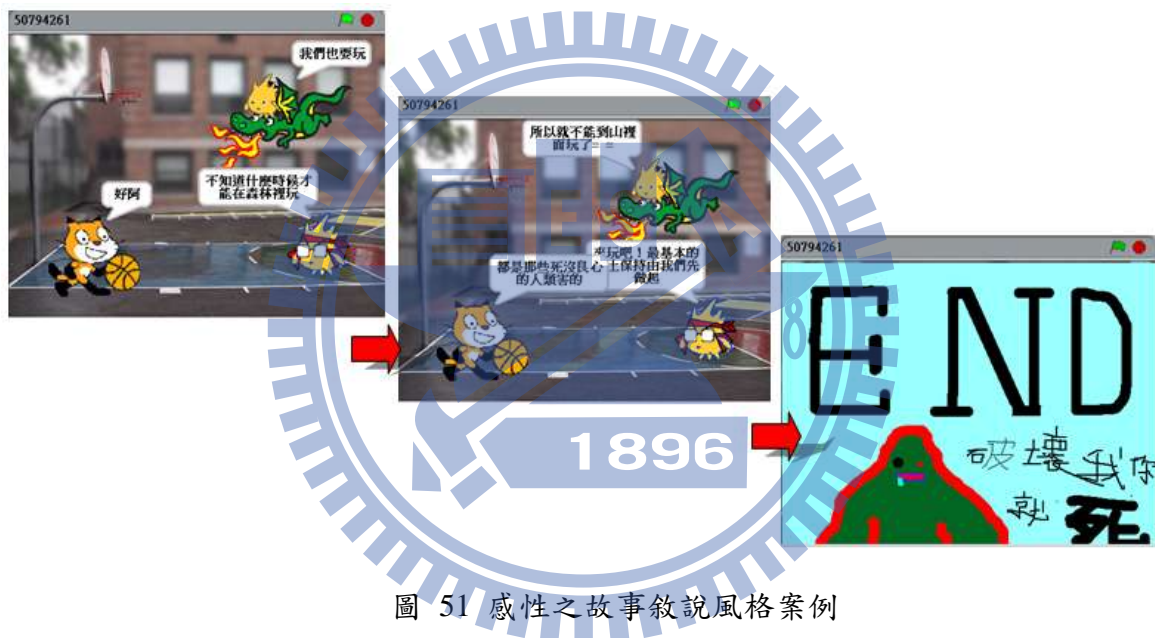 50794261
我們也要玩
不知道什麼時候才
能在森林裡玩
好阿
50794261
所以就不能到山裡
面玩了= =
來玩吧！最基本的
土保持由我們先
做起
都是那些死沒良心
的人類害的
50794261
END
破壞我你
就死
1896
圖 51 感性之故事敘說風格案例